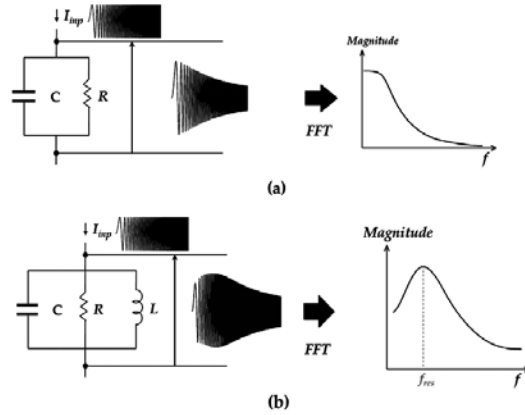 I_inp
C
R
Magnitude
FFT
f
(a)
I_inp
C
R
L
Magnitude
FFT
f_res
f
(b)